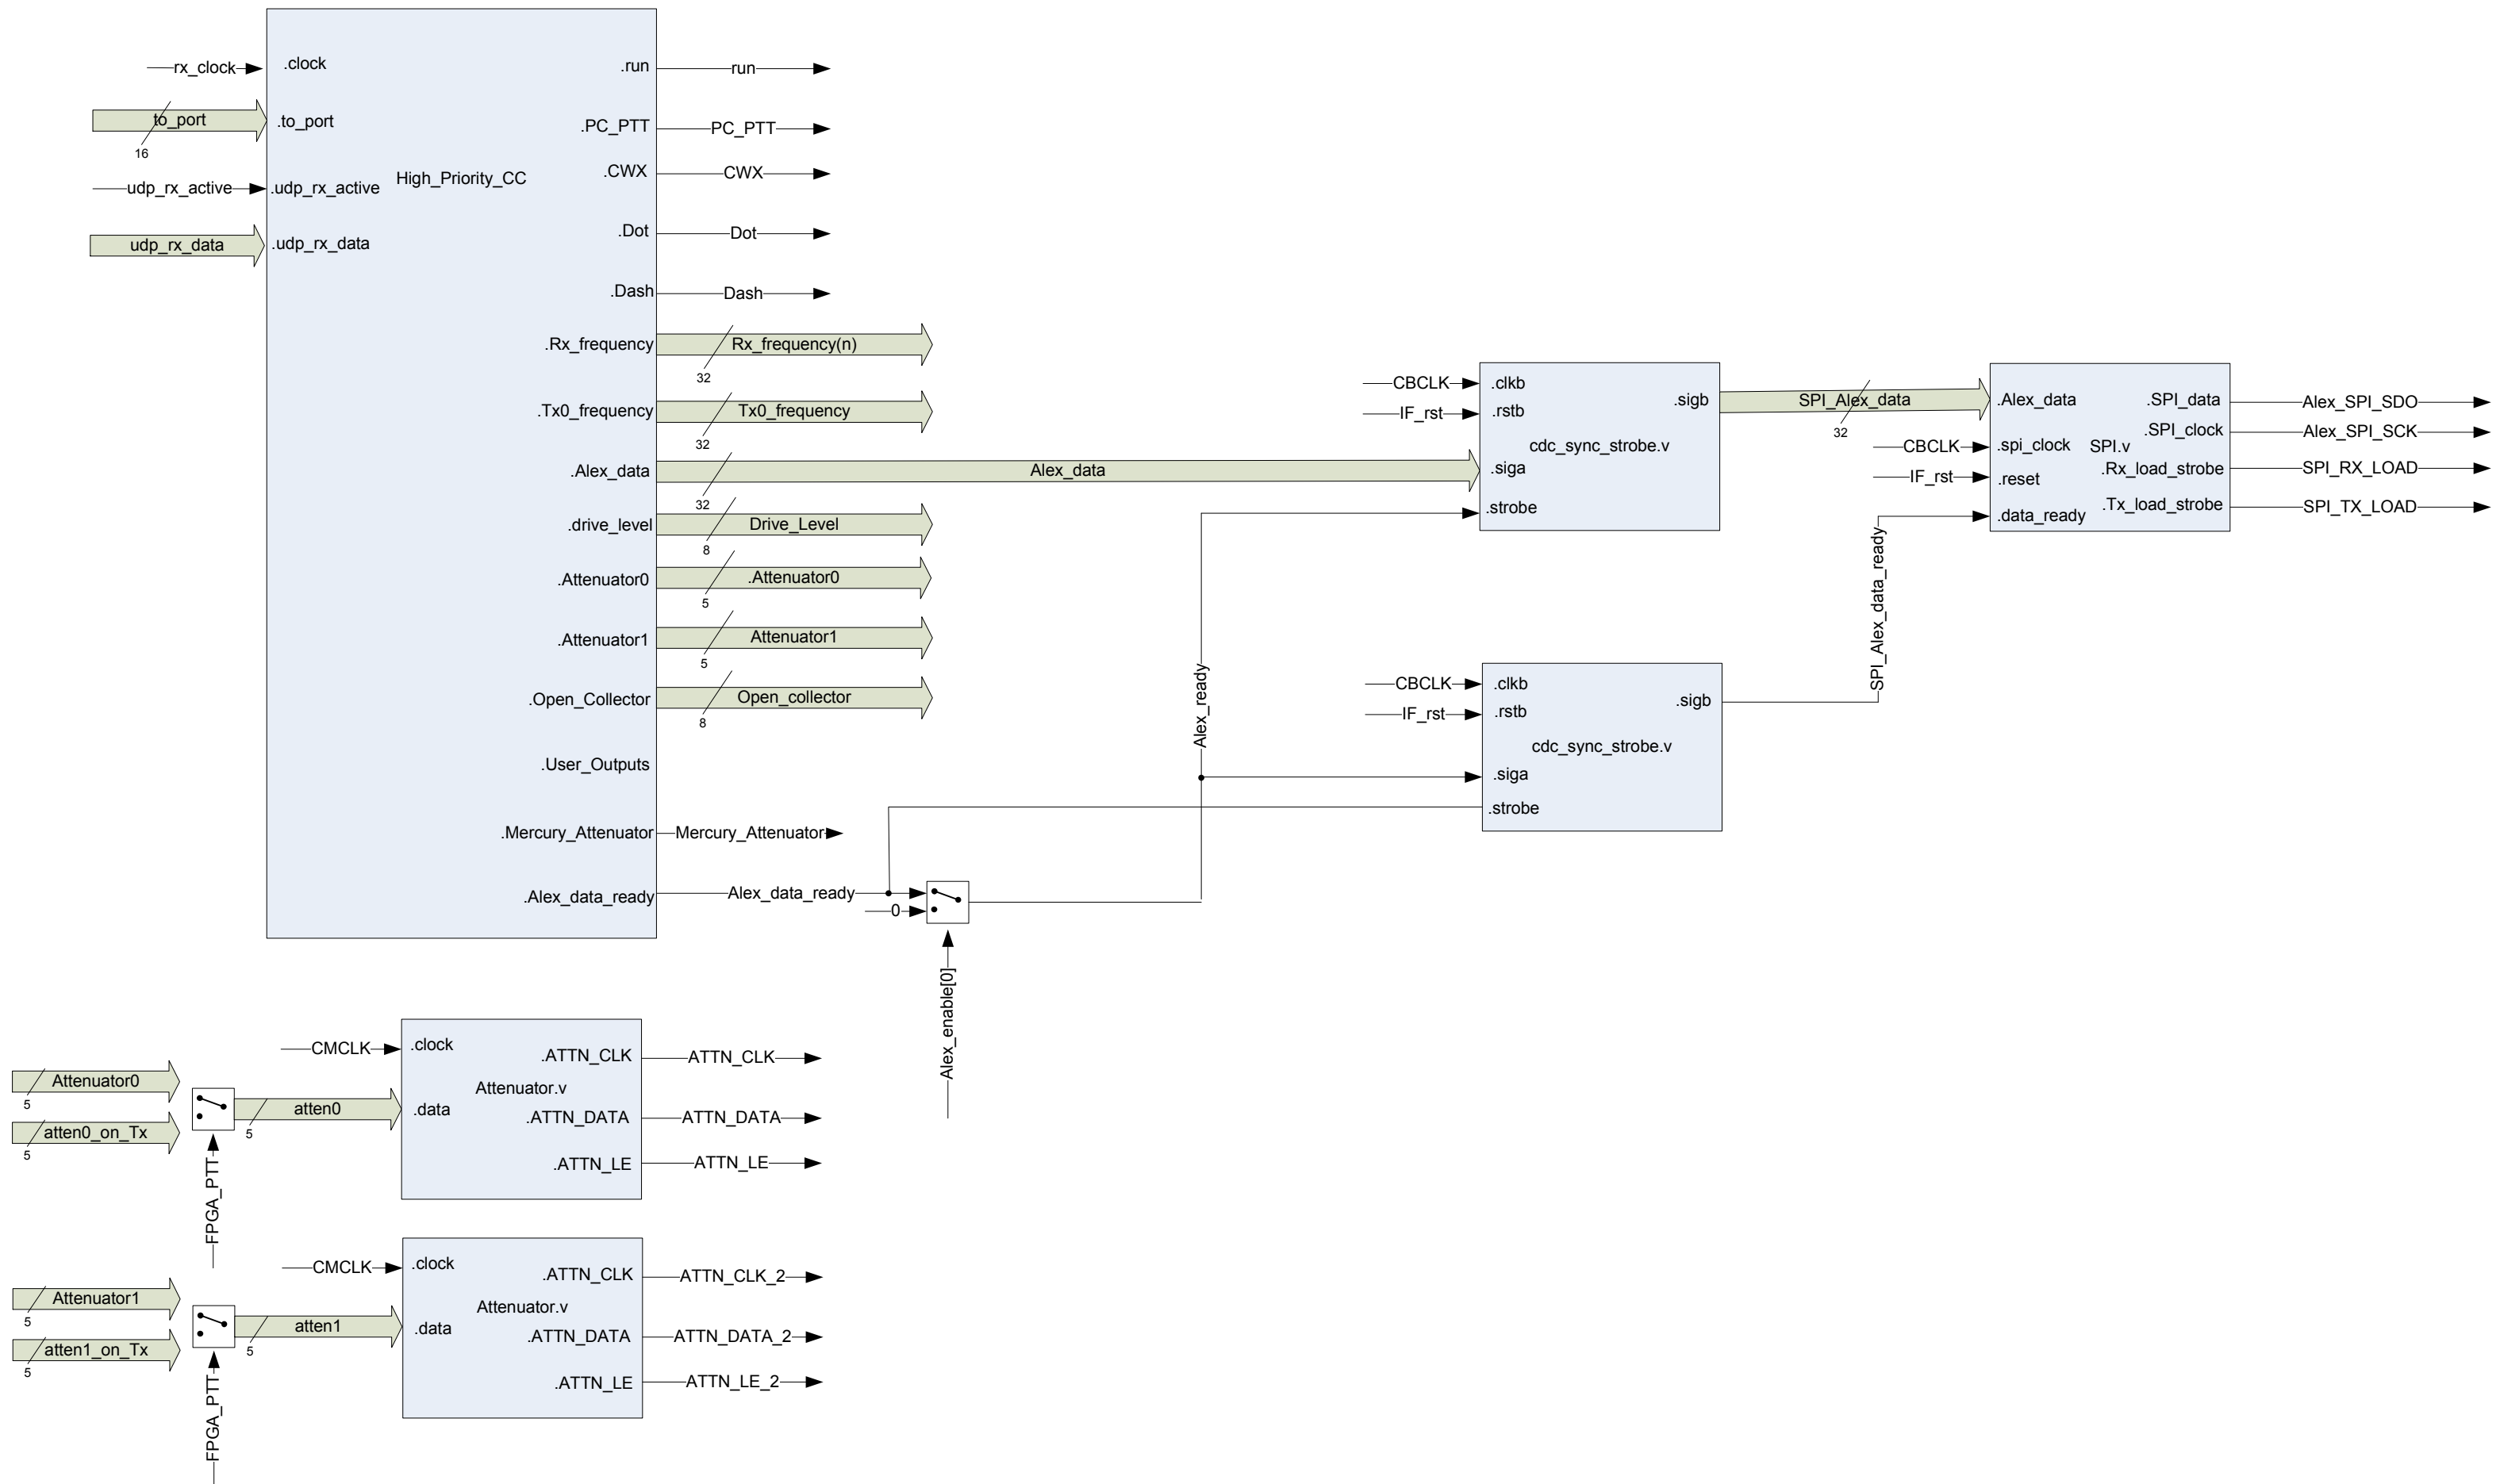 rx_clock
.clock
.run
run
to_port
16
.to_port
.PC_PTT
PC_PTT
udp_rx_active
.udp_rx_active
High_Priority_CC
.CWX
CWX
udp_rx_data
.udp_rx_data
.Dot
Dot
.Dash
Dash
.Rx_frequency
Rx_frequency(n)
32
.Tx0_frequency
Tx0_frequency
32
.Alex_data
Alex_data
32
.drive_level
Drive_Level
8
.Attenuator0
.Attenuator0
5
.Attenuator1
Attenuator1
5
.Open_Collector
Open_collector
8
.User_Outputs
.Mercury_Attenuator
Mercury_Attenuator
.Alex_data_ready
Alex_data_ready
0
Alex_enable[0]
Alex_ready
CBCLK
.clkb
.sigb
IF_rst
.rstb
cdc_sync_strobe.v
.siga
.strobe
SPI_Alex_data
32
CBCLK
.clkb
.sigb
IF_rst
.rstb
cdc_sync_strobe.v
.siga
.strobe
SPI_Alex_data_ready
.Alex_data
.SPI_data
Alex_SPI_SDO
CBCLK
.spi_clock
SPI.v
.SPI_clock
Alex_SPI_SCK
IF_rst
.reset
.Rx_load_strobe
SPI_RX_LOAD
.data_ready
.Tx_load_strobe
SPI_TX_LOAD
Attenuator0
5
atten0_on_Tx
5
FPGA_PTT
atten0
5
CMCLK
.clock
.data
Attenuator.v
.ATTN_CLK
ATTN_CLK
.ATTN_DATA
ATTN_DATA
.ATTN_LE
ATTN_LE
Attenuator1
5
atten1_on_Tx
5
FPGA_PTT
atten1
5
CMCLK
.clock
.data
Attenuator.v
.ATTN_CLK
ATTN_CLK_2
.ATTN_DATA
ATTN_DATA_2
.ATTN_LE
ATTN_LE_2